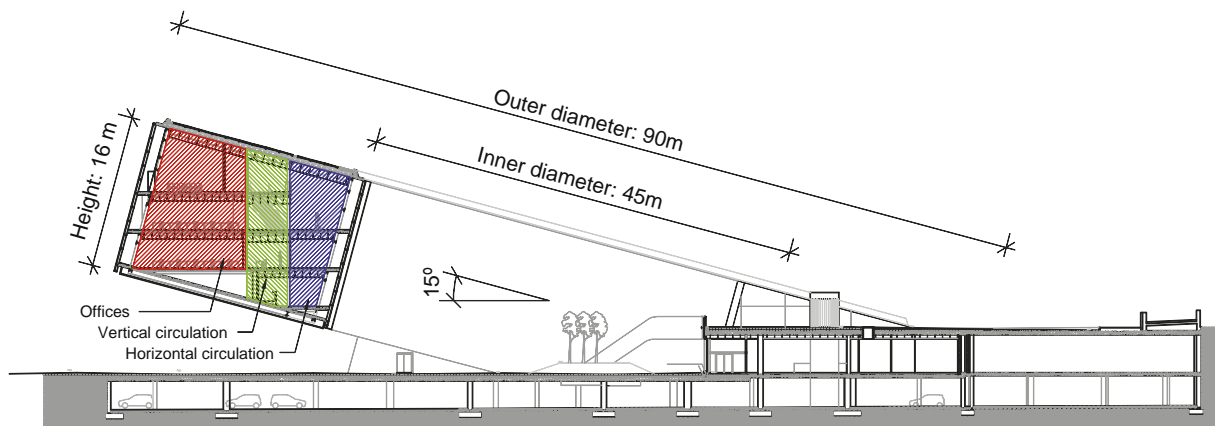 Outer diameter: 90m
Inner diameter: 45m
Height: 16 m
15º
Offices
Vertical circulation
Horizontal circulation